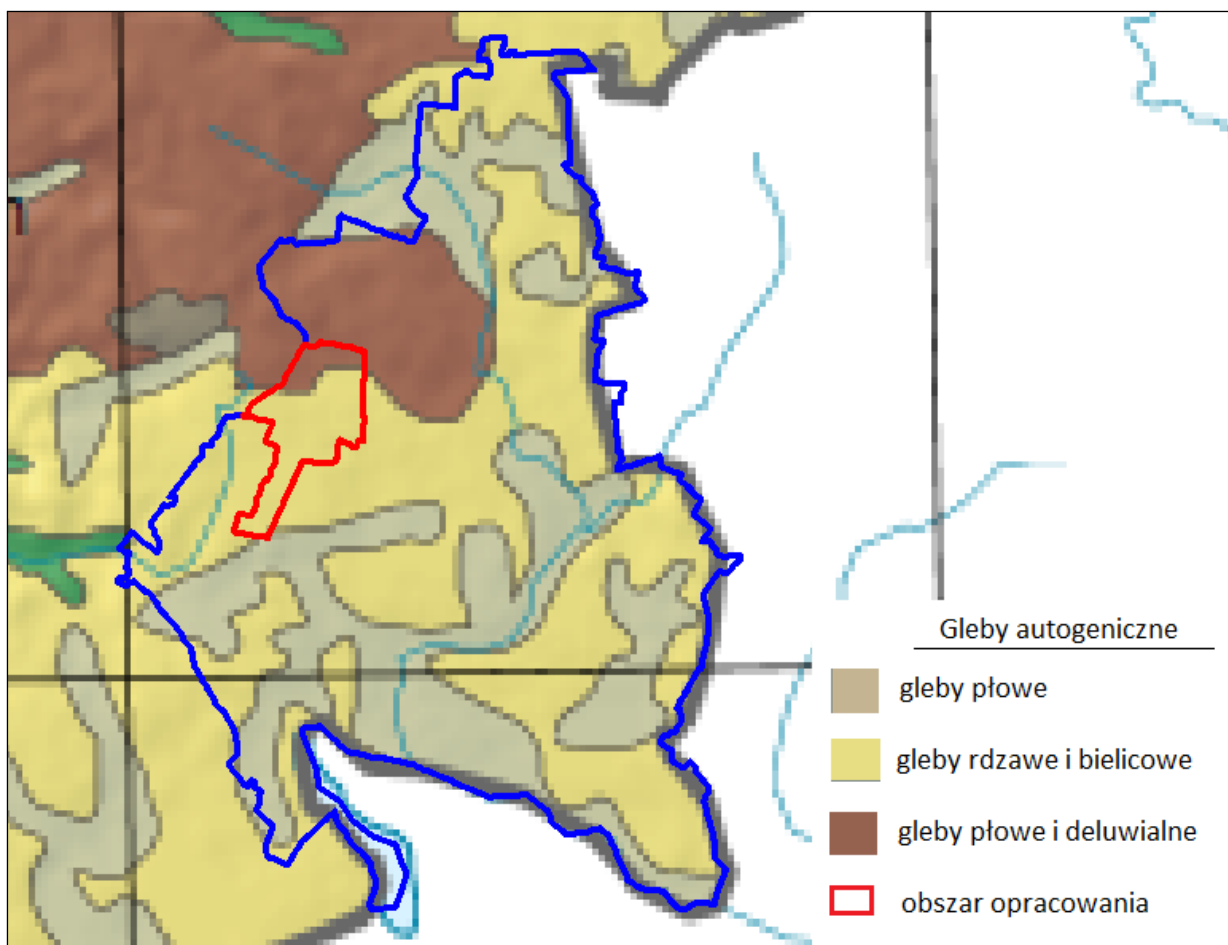 Gleby autogeniczne
gleby płowe
gleby rdzawe i bielicowe
gleby płowe i deluwialne
obszar opracowania